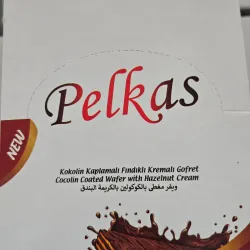 Pelkas
NEW
Kokolin Kaplamalı Fındıklı Kremalı Gofret
Cocolin Coated Wafer with Hazelnut Cream
ويفر مغطى بالكوكولين بالكريمة البندق